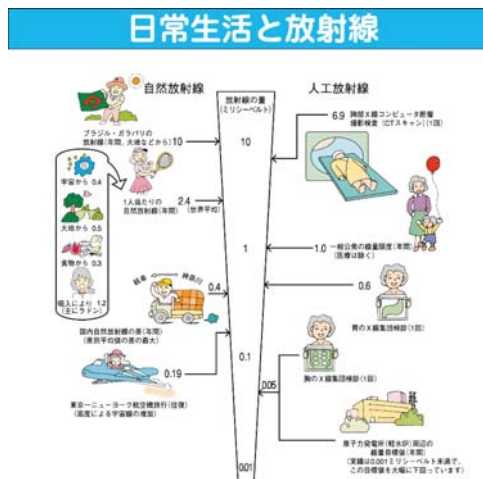 日常生活と放射線
自然放射線
放射線の量
(ミリシーベルト)
人工放射線
ブラジル・ガラパリの
放射線(年間、大地などから)
10
宇宙から 0.4
大地から 0.5
食物から 0.3
吸入により 1.2
(主にラドン)
1人当たりの
自然放射線(年間)
2.4
(世界平均)
岐阜
神奈川
0.4
国内自然放射線の差(年間)
(県別平均値の差の最大)
0.19
東京ーニューヨーク航空機旅行(往復)
(高度による宇宙線の増加)
10
1
0.1
0.01
6.9
胸部X線コンピュータ断層
撮影検査(CTスキャン)(1回)
1.0
一般公衆の線量限度(年間)
(医療は除く)
0.6
胃のX線集団検診(1回)
胸のX線集団検診(1回)
0.05
原子力発電所(軽水炉)周辺の
線量目標値(年間)
(実績は0.001ミリシーベルト未満で、
この目標値を大幅に下回っています)